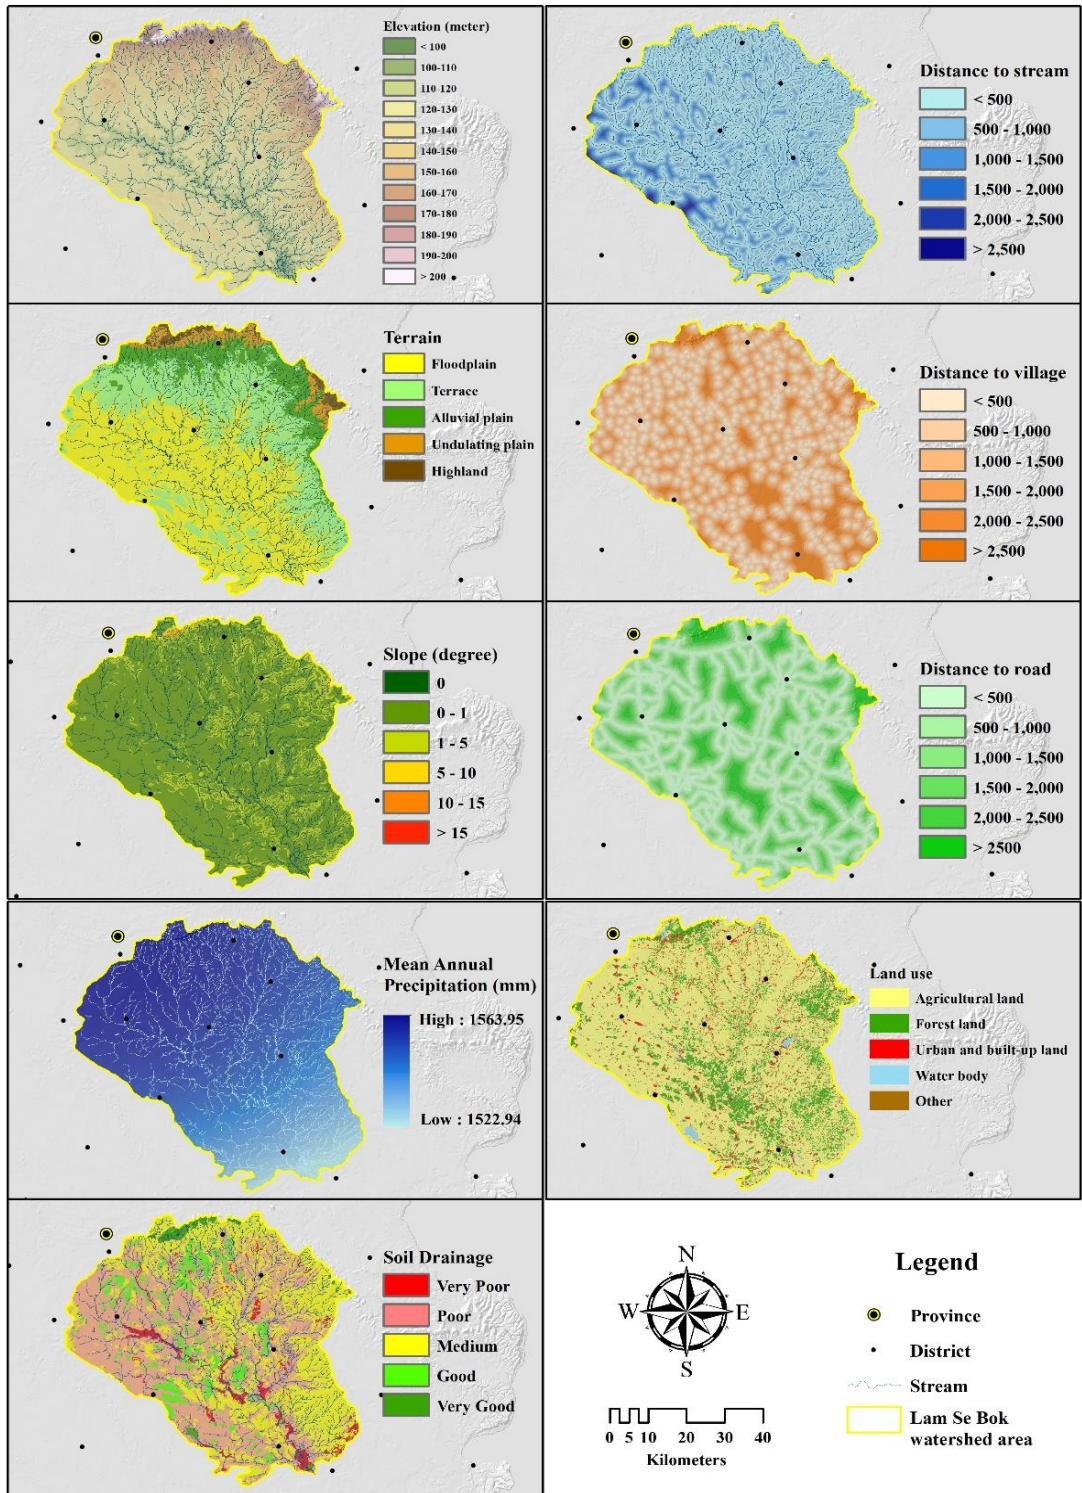 Elevation (meter)
< 100
100-110
110-120
120-130
130-140
140-150
150-160
160-170
170-180
180-190
190-200
> 200
Distance to stream
< 500
500 - 1,000
1,000 - 1,500
1,500 - 2,000
2,000 - 2,500
> 2,500
Terrain
Floodplain
Terrace
Alluvial plain
Undulating plain
Highland
Distance to village
< 500
500 - 1,000
1,000 - 1,500
1,500 - 2,000
2,000 - 2,500
> 2,500
Slope (degree)
0
0 - 1
1 - 5
5 - 10
10 - 15
> 15
Distance to road
< 500
500 - 1,000
1,000 - 1,500
1,500 - 2,000
2,000 - 2,500
> 2500
Mean Annual
Precipitation (mm)
High : 1563.95
Low : 1522.94
Land use
Agricultural land
Forest land
Urban and built-up land
Water body
Other
Soil Drainage
Very Poor
Poor
Medium
Good
Very Good
N
W E
S
0 5 10 20 30 40
Kilometers
Legend
Province
District
Stream
Lam Se Bok
watershed area